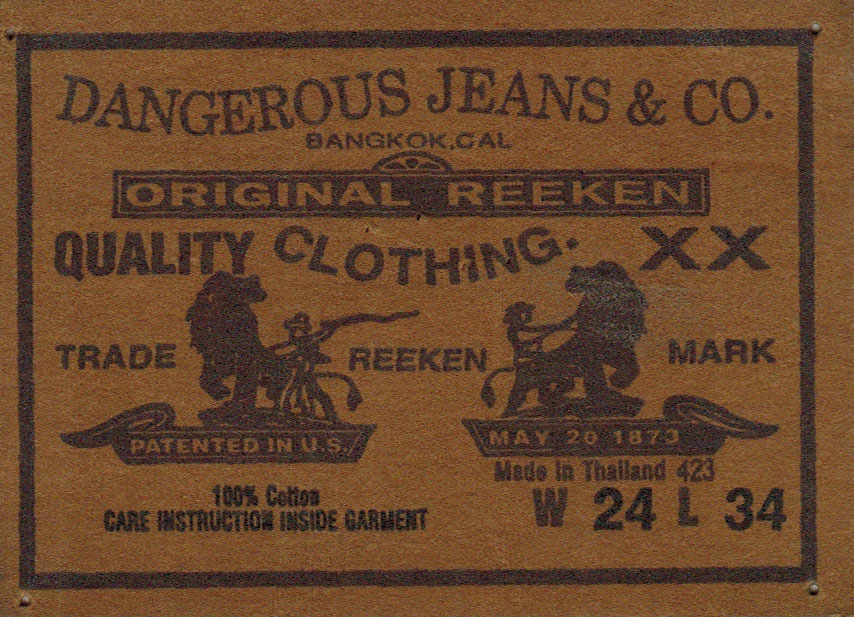 DANGEROUS JEANS & CO.
BANGKOK,CAL
ORIGINAL REEKEN
QUALITY CLOTHING. XX
TRADE REEKEN MARK
PATENTED IN U.S. MAY 20 1873
Made In Thailand 423
100% Cotton
CARE INSTRUCTION INSIDE GARMENT
W 24 L 34